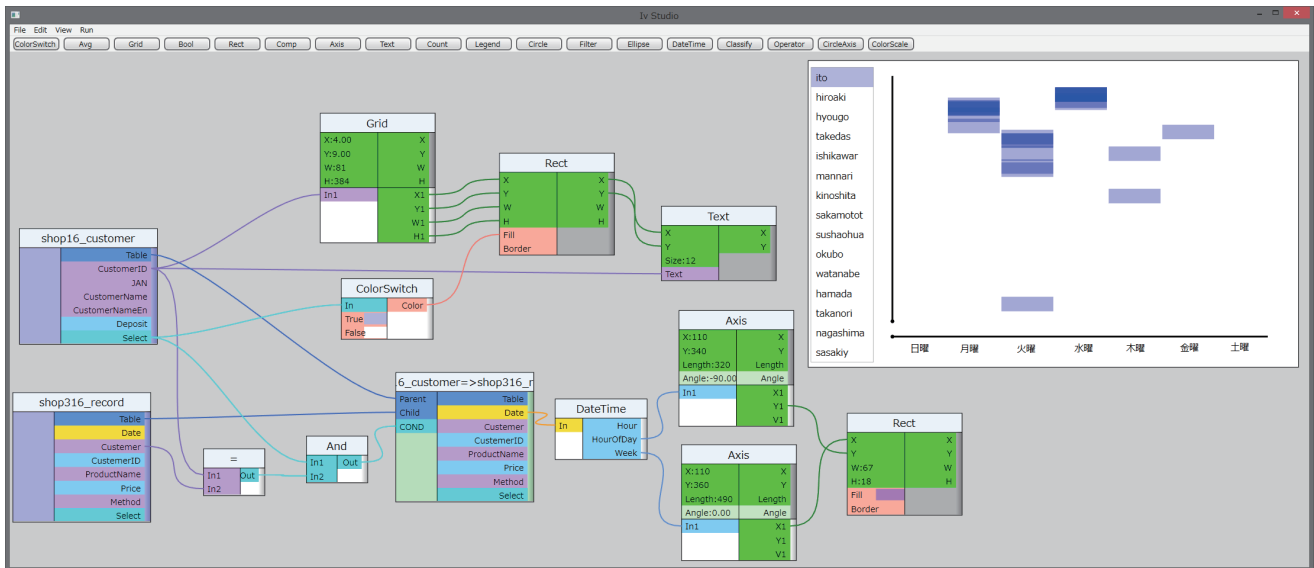 Iv Studio
File Edit View Run
ColorSwitch Avg Grid Bool Rect Comp Axis Text Count Legend Circle Filter Ellipse DateTime Classify Operator CircleAxis ColorScale
Grid
X:4.00 X
Y:9.00 Y
W:81 W
H:384 H
In1 X1
Y1
W1
H1
Rect
X X
Y Y
W W
H H
Fill
Border
Text
X X
Y Y
Size:12
Text
shop16_customer
Table
CustomerID
JAN
CustomerName
CustomerNameEn
Deposit
Select
ColorSwitch
In Color
True
False
shop316_record
Table
Date
Custemer
CustemerID
ProductName
Price
Method
Select
=
In1 Out
In2
And
In1 Out
In2
6_customer=>shop316_r
Parent Table
Child Date
COND Custemer
CustemerID
ProductName
Price
Method
Select
DateTime
In Hour
HourOfDay
Week
Axis
X:110 X
Y:340 Y
Length:320 Length
Angle:-90.00 Angle
In1 X1
Y1
V1
Axis
X:110 X
Y:360 Y
Length:490 Length
Angle:0.00 Angle
In1 X1
Y1
V1
Rect
X X
Y Y
W:67 W
H:18 H
Fill
Border
ito
hiroaki
hyougo
takedas
ishikawar
mannari
kinoshita
sakamotot
sushaohua
okubo
watanabe
hamada
takanori
nagashima
sasakiy
日曜 月曜 火曜 水曜 木曜 金曜 土曜